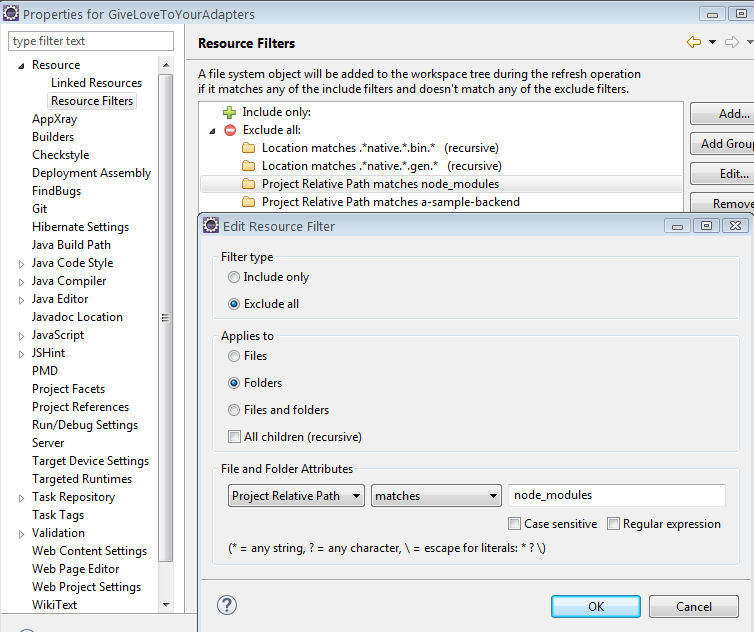 Properties for GiveLoveToYourAdapters
type filter text
Resource
Linked Resources
Resource Filters
AppXray
Builders
Checkstyle
Deployment Assembly
FindBugs
Git
Hibernate Settings
Java Build Path
Java Code Style
Java Compiler
Java Editor
Javadoc Location
JavaScript
JSHint
PMD
Project Facets
Project References
Run/Debug Settings
Server
Target Device Settings
Targeted Runtimes
Task Repository
Task Tags
Validation
Web Content Settings
Web Page Editor
Web Project Settings
WikiText
Resource Filters
A file system object will be added to the workspace tree during the refresh operation
if it matches any of the include filters and doesn't match any of the exclude filters.
Include only:
Exclude all:
Location matches .*native.*.bin.* (recursive)
Location matches .*native.*.gen.* (recursive)
Project Relative Path matches node_modules
Project Relative Path matches a-sample-backend
Add...
Add Group
Edit...
Remove
Edit Resource Filter
Filter type
Include only
Exclude all
Applies to
Files
Folders
Files and folders
All children (recursive)
File and Folder Attributes
Project Relative Path
matches
node_modules
Case sensitive
Regular expression
(* = any string, ? = any character, \ = escape for literals: * ? \)
?
OK
Cancel